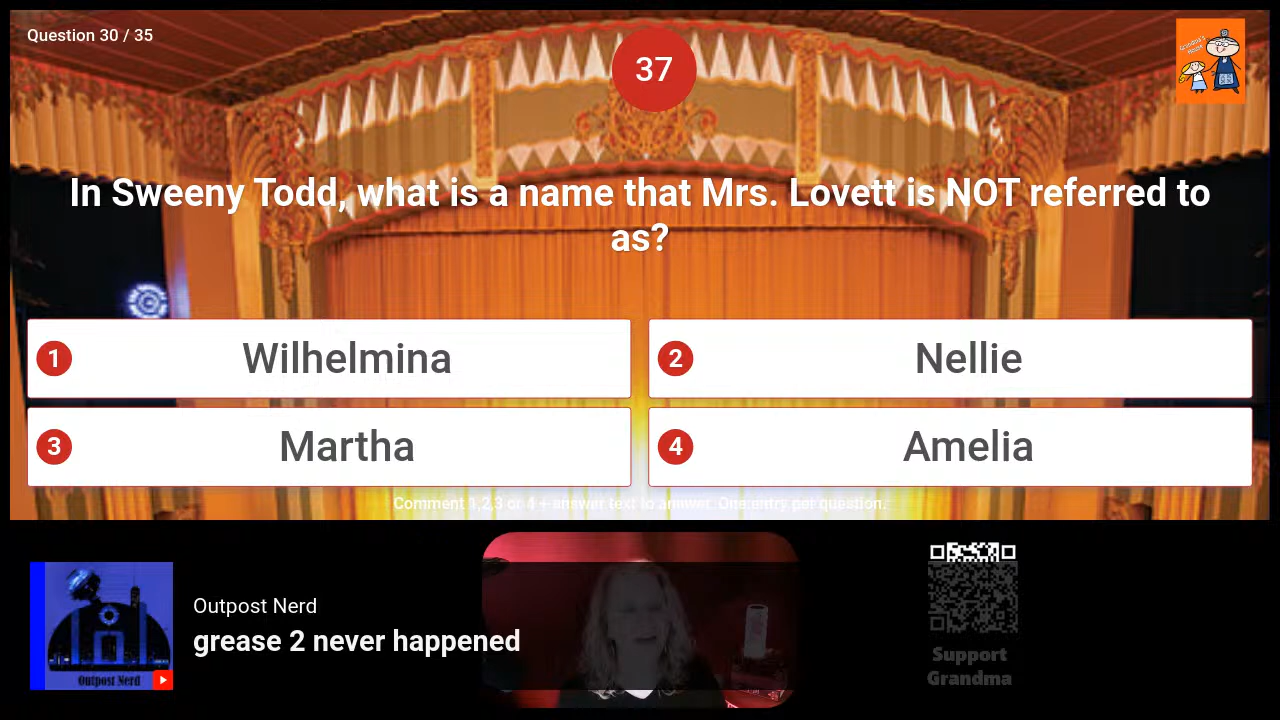 Question 30 / 35
37
Grandma's
House
In Sweeny Todd, what is a name that Mrs. Lovett is NOT referred to
as?
1 Wilhelmina
2 Nellie
3 Martha
4 Amelia
Comment 1,2,3 or 4 + answer text to answer. One entry per question.
Outpost Nerd
Outpost Nerd
grease 2 never happened
Support
Grandma